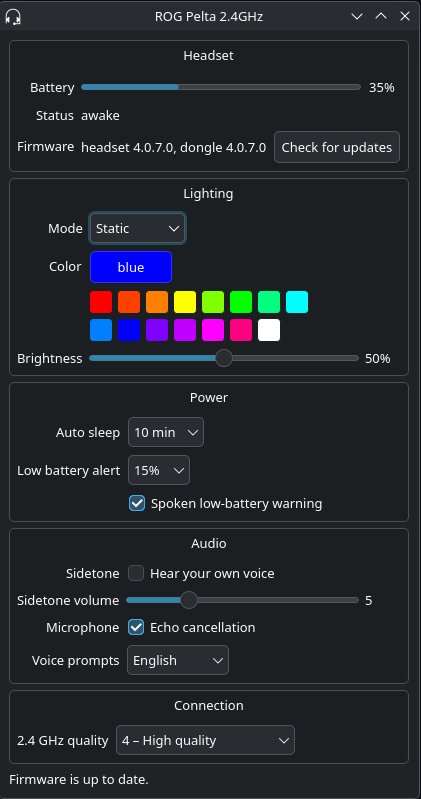 ROG Pelta 2.4GHz
Headset
Battery 35%
Status awake
Firmware headset 4.0.7.0, dongle 4.0.7.0 Check for updates
Lighting
Mode Static
Color blue
Brightness 50%
Power
Auto sleep 10 min
Low battery alert 15%
Spoken low-battery warning
Audio
Sidetone Hear your own voice
Sidetone volume 5
Microphone Echo cancellation
Voice prompts English
Connection
2.4 GHz quality 4 – High quality
Firmware is up to date.